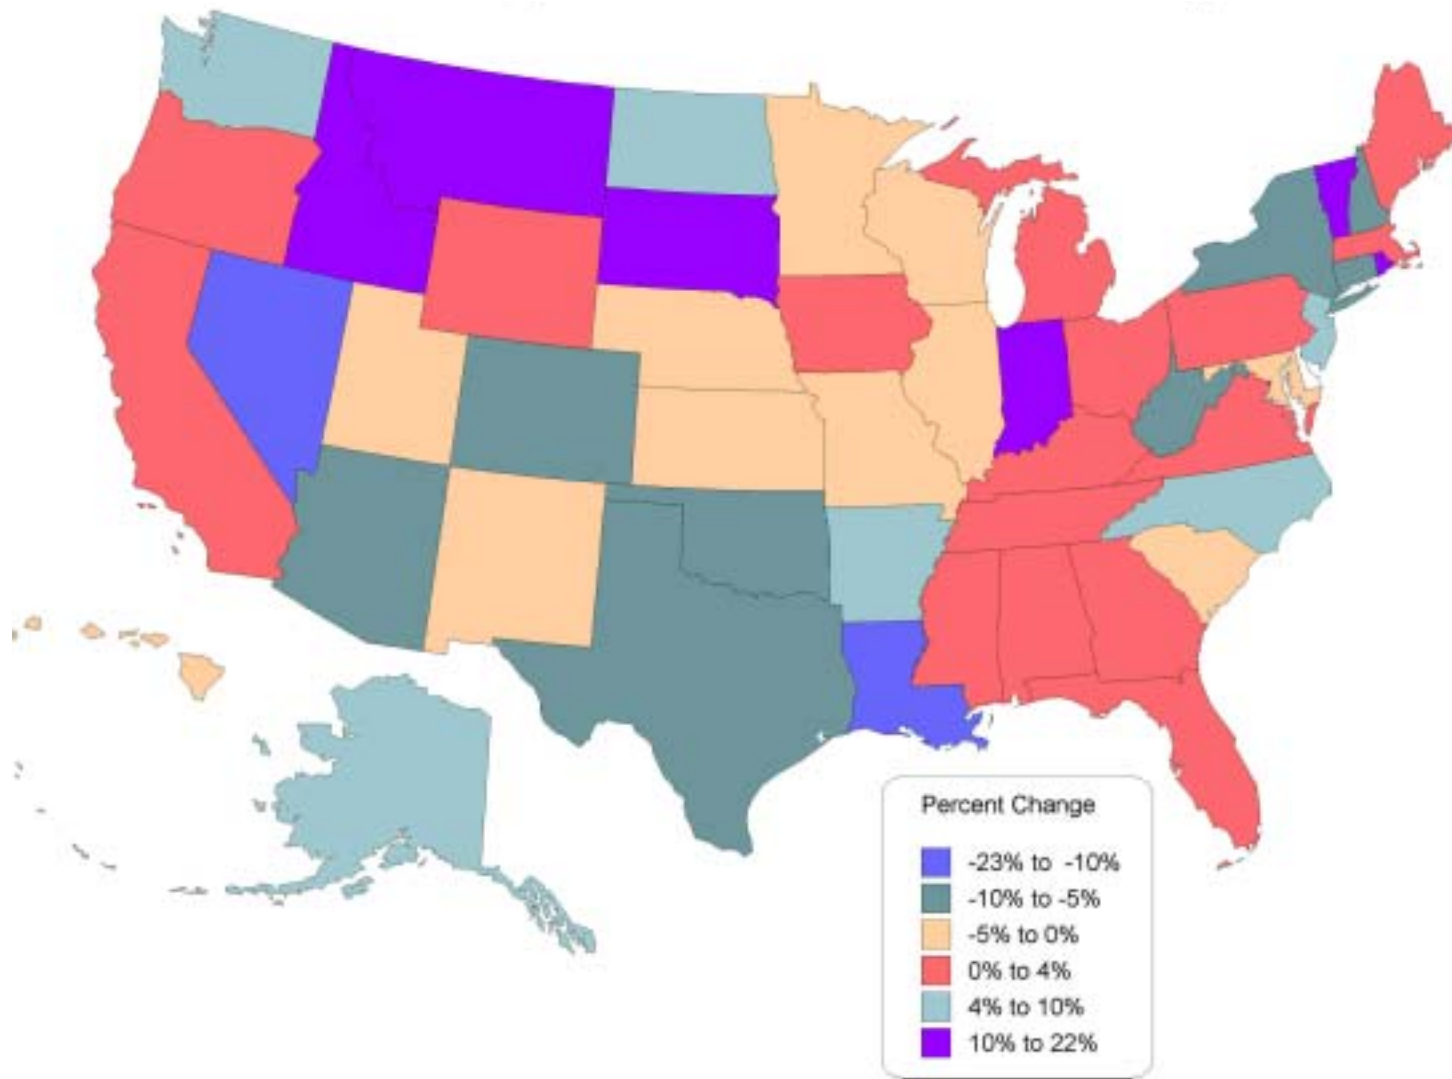 Percent Change
-23% to -10%
-10% to -5%
-5% to 0%
0% to 4%
4% to 10%
10% to 22%